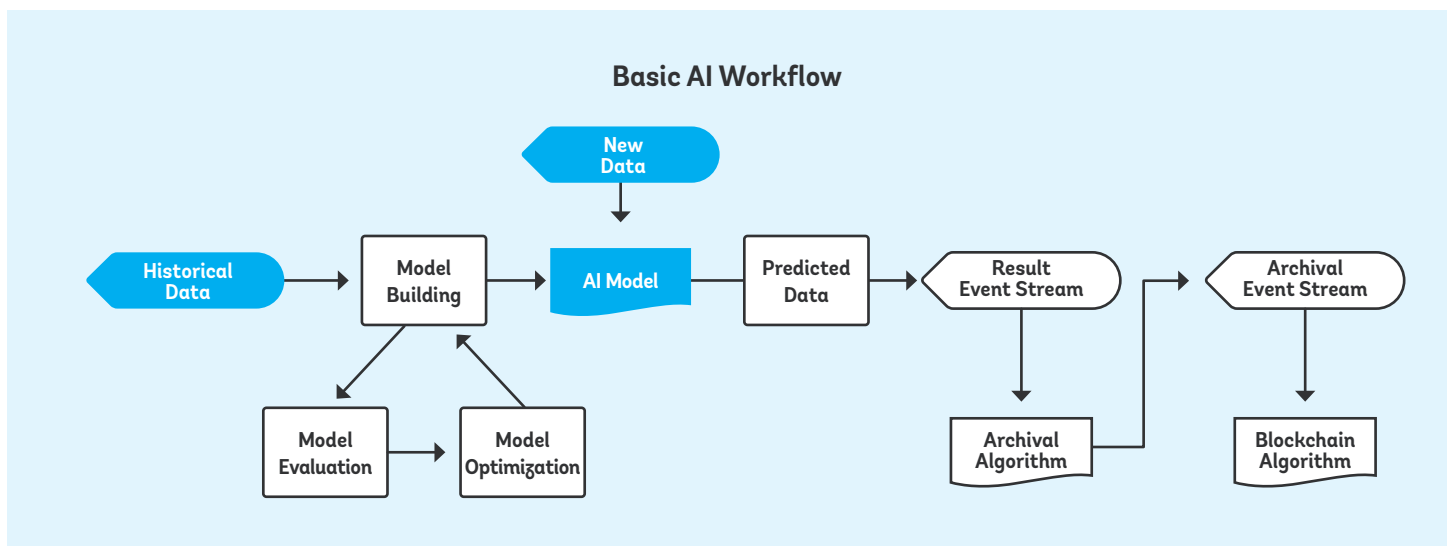 Basic AI Workflow
New
Data
Historical
Data
Model
Building
AI Model
Predicted
Data
Result
Event Stream
Archival
Event Stream
Model
Evaluation
Model
Optimization
Archival
Algorithm
Blockchain
Algorithm